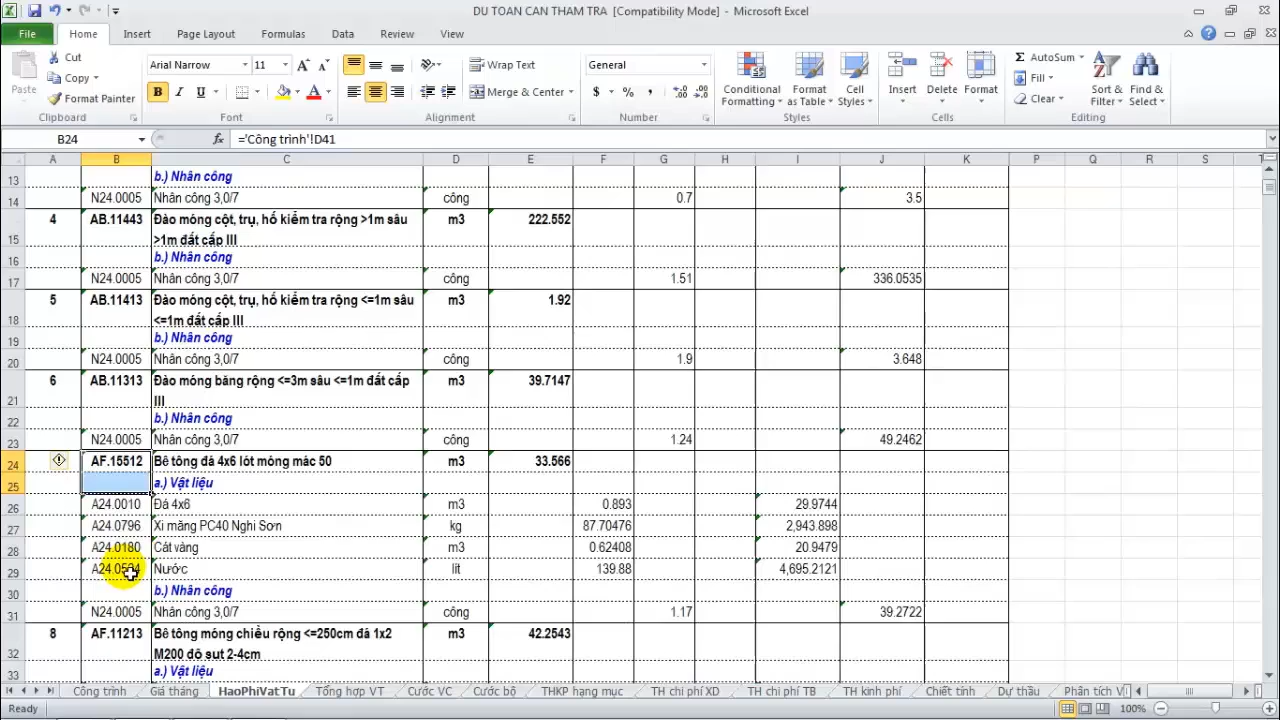 DU TOAN CAN THAM TRA [Compatibility Mode] - Microsoft Excel
File Home Insert Page Layout Formulas Data Review View
Paste Cut Copy Format Painter Clipboard
Arial Narrow 11 B I U A Font
Wrap Text Merge & Center Alignment
General $ % , Number
Conditional Formatting Format as Table Cell Styles Styles
Insert Delete Format Cells
AutoSum Fill Clear Sort & Filter Find & Select Editing
B24 fx ='Công trình'!D41
A B C D E F G H I J K P Q R S
13 b.) Nhân công
14 N24.0005 Nhân công 3,0/7 công 0.7 3.5
4 AB.11443 Đào móng cột, trụ, hố kiểm tra rộng >1m sâu m3 222.552
15 >1m đất cấp III
16 b.) Nhân công
17 N24.0005 Nhân công 3,0/7 công 1.51 336.0535
5 AB.11413 Đào móng cột, trụ, hố kiểm tra rộng <=1m sâu m3 1.92
18 <=1m đất cấp III
19 b.) Nhân công
20 N24.0005 Nhân công 3,0/7 công 1.9 3.648
6 AB.11313 Đào móng băng rộng <=3m sâu <=1m đất cấp m3 39.7147
21 III
22 b.) Nhân công
23 N24.0005 Nhân công 3,0/7 công 1.24 49.2462
24 AF.15512 Bê tông đá 4x6 lót móng mác 50 m3 33.566
25 a.) Vật liệu
26 A24.0010 Đá 4x6 m3 0.893 29.9744
27 A24.0796 Xi măng PC40 Nghi Sơn kg 87.70476 2,943.898
28 A24.0180 Cát vàng m3 0.62408 20.9479
29 Nước lít 139.88 4,695.2121
30 b.) Nhân công
31 N24.0005 Nhân công 3,0/7 công 1.17 39.2722
8 AF.11213 Bê tông móng chiều rộng <=250cm đá 1x2 m3 42.2543
32 M200 độ sụt 2-4cm
33 a.) Vật liệu
Công trình Giá tháng HaoPhiVatTu Tổng hợp VT Cước VC Cước bộ THKP hạng mục TH chi phí XD TH chi phí TB TH kinh phí Chiết tính Dự thầu Phân tích V
Ready 100%